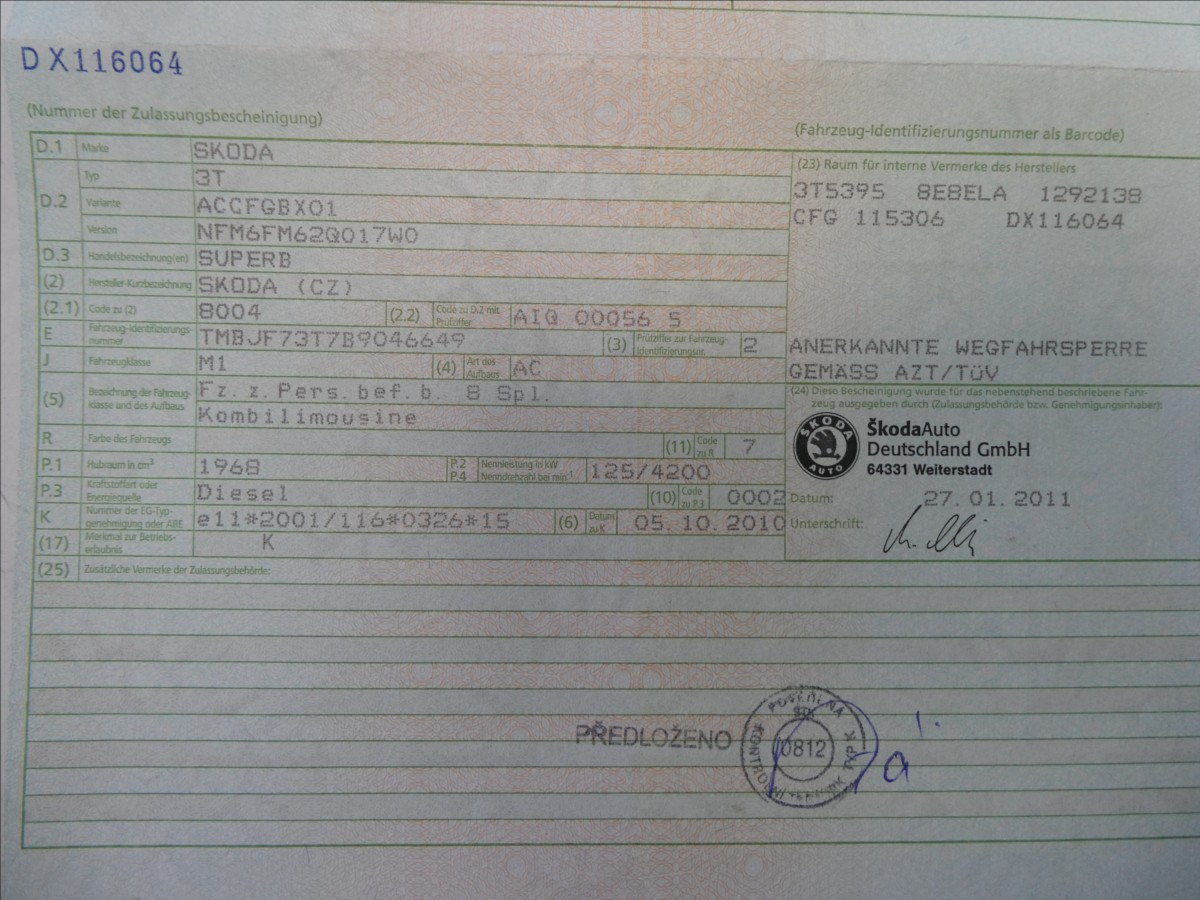 DX116064
(Nummer der Zulassungsbescheinigung)
(Fahrzeug-Identifizierungsnummer als Barcode)
D.1 Marke SKODA
D.2 Typ 3T
Variante ACCFGBX01
Version NFM6FM62Q017W0
D.3 Handelsbezeichnung(en) SUPERB
(2) Hersteller-Kurzbezeichnung SKODA (CZ)
(2.1) Code zu (2) 8004 (2.2) Code zu D.2 mit Prüfziffer AIQ 00056 5
E Fahrzeug-Identifizierungsnummer TMBJF73T7B9046649 (3) Prüfziffer zur Fahrzeug-Identifizierungsnr. 2
J Fahrzeugklasse M1 (4) Art des Aufbaus AC
(5) Bezeichnung der Fahrzeugklasse und des Aufbaus Fz.z.Pers.bef.b. 8 Spl.
Kombilimousine
R Farbe des Fahrzeugs (11) Code zu R 7
P.1 Hubraum in cm³ 1968 P.2 P.4 Nennleistung in kW Nenndrehzahl bei min-1 125/4200
P.3 Kraftstoffart oder Energiequelle Diesel (10) Code zu P.3 0002
K Nummer der EG-Typgenehmigung oder ABE e11*2001/116*0326*15 (6) Datum zu K 05.10.2010
(17) Merkmal zur Betriebserlaubnis K
(25) Zusätzliche Vermerke der Zulassungsbehörde:
(23) Raum für interne Vermerke des Herstellers
3T5395 8E8ELA 1292138
CFG 115306 DX116064
ANERKANNTE WEGFAHRSPERRE
GEMÄSS AZT/TÜV
(24) Diese Bescheinigung wurde für das nebenstehend beschriebene Fahr-
zeug ausgegeben durch (Zulassungsbehörde bzw. Genehmigungsinhaber):
SKODA AUTO
ŠkodaAuto
Deutschland GmbH
64331 Weiterstadt
Datum: 27.01.2011
Unterschrift:
PŘEDLOŽENO
0812